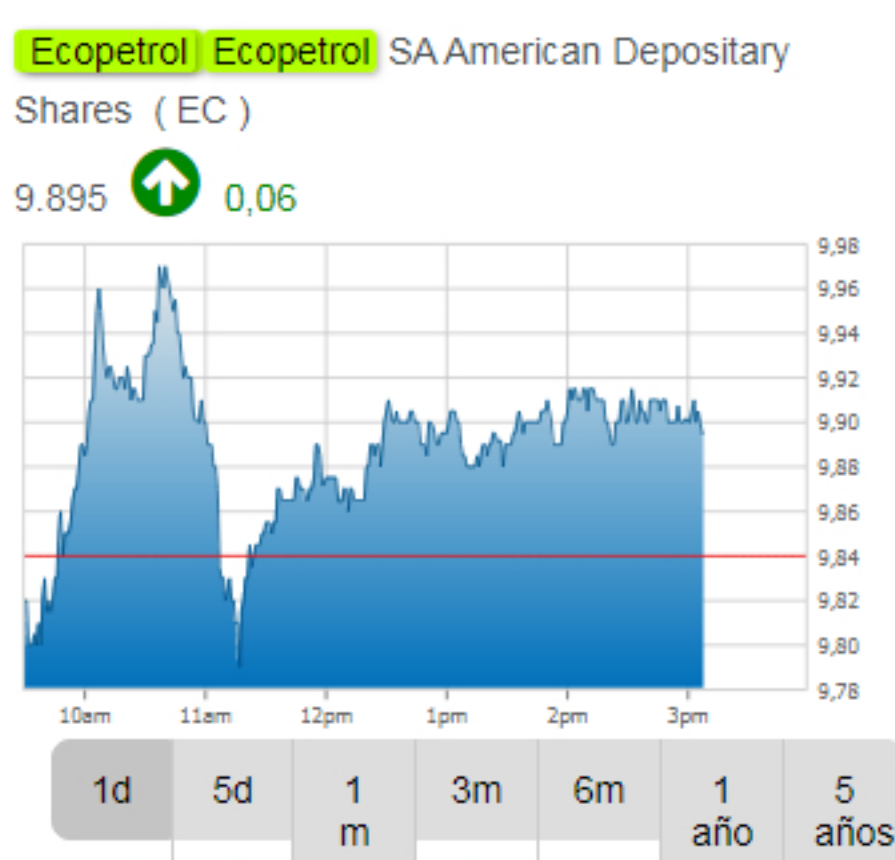 Ecopetrol Ecopetrol SA American Depositary
Shares ( EC )
9.895 0,06
9,98
9,96
9,94
9,92
9,90
9,88
9,86
9,84
9,82
9,80
9,78
10am 11am 12pm 1pm 2pm 3pm
1d 5d 1 3m 6m 1 5
m año años